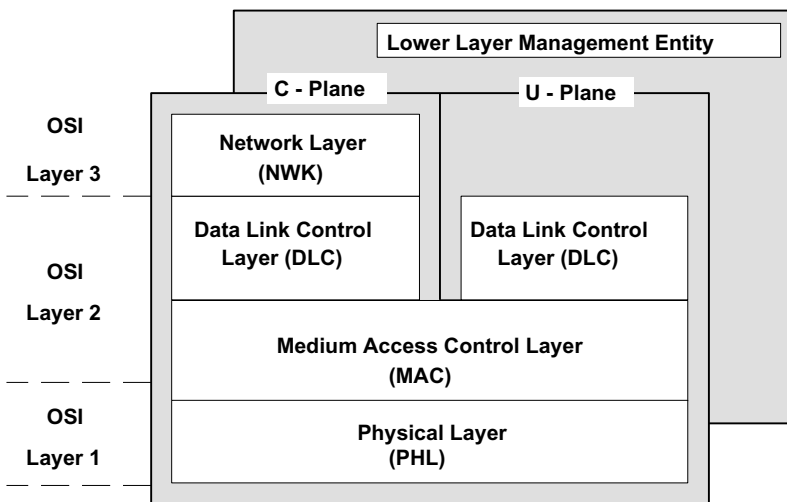 Lower Layer Management Entity
C - Plane
U - Plane
OSI
Layer 3
Network Layer
(NWK)
Data Link Control
Layer (DLC)
Data Link Control
Layer (DLC)
OSI
Layer 2
Medium Access Control Layer
(MAC)
OSI
Layer 1
Physical Layer
(PHL)